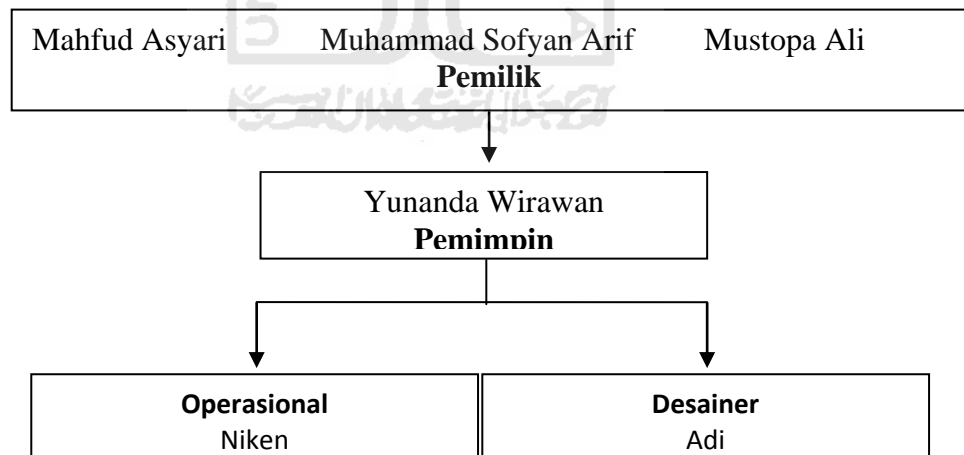 Mahfud Asyari Muhammad Sofyan Arif Mustopa Ali
Pemilik
Yunanda Wirawan
Pemimpin
Operasional
Niken
Desainer
Adi